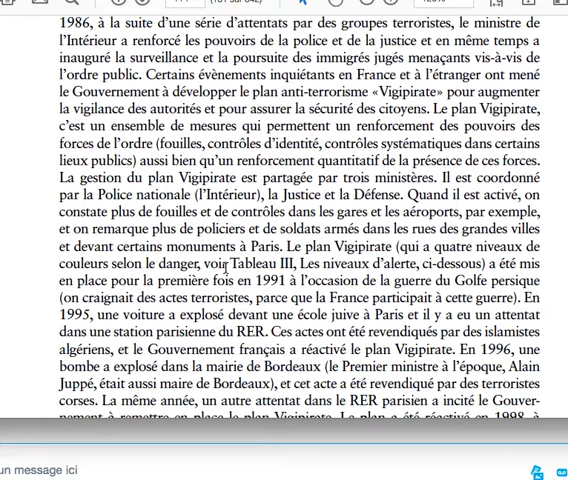 1986, à la suite d'une série d'attentats par des groupes terroristes, le ministre de
l'Intérieur a renforcé les pouvoirs de la police et de la justice et en même temps a
inauguré la surveillance et la poursuite des immigrés jugés menaçants vis-à-vis de
l'ordre public. Certains évènements inquiétants en France et à l'étranger ont mené
le Gouvernement à développer le plan anti-terrorisme «Vigipirate» pour augmenter
la vigilance des autorités et pour assurer la sécurité des citoyens. Le plan Vigipirate,
c'est un ensemble de mesures qui permettent un renforcement des pouvoirs des
forces de l'ordre (fouilles, contrôles d'identité, contrôles systématiques dans certains
lieux publics) aussi bien qu'un renforcement quantitatif de la présence de ces forces.
La gestion du plan Vigipirate est partagée par trois ministères. Il est coordonné
par la Police nationale (l'Intérieur), la Justice et la Défense. Quand il est activé, on
constate plus de fouilles et de contrôles dans les gares et les aéroports, par exemple,
et on remarque plus de policiers et de soldats armés dans les rues des grandes villes
et devant certains monuments à Paris. Le plan Vigipirate (qui a quatre niveaux de
couleurs selon le danger, voir Tableau III, Les niveaux d'alerte, ci-dessous) a été mis
en place pour la première fois en 1991 à l'occasion de la guerre du Golfe persique
(on craignait des actes terroristes, parce que la France participait à cette guerre). En
1995, une voiture a explosé devant une école juive à Paris et il y a eu un attentat
dans une station parisienne du RER. Ces actes ont été revendiqués par des islamistes
algériens, et le Gouvernement français a réactivé le plan Vigipirate. En 1996, une
bombe a explosé dans la mairie de Bordeaux (le Premier ministre à l'époque, Alain
Juppé, était aussi maire de Bordeaux), et cet acte a été revendiqué par des terroristes
corses. La même année, un autre attentat dans le RER parisien a incité le Gouver-
nement à remettre en place le plan Vigipirate. Le plan a été réactivé en 1998, à
un message ici